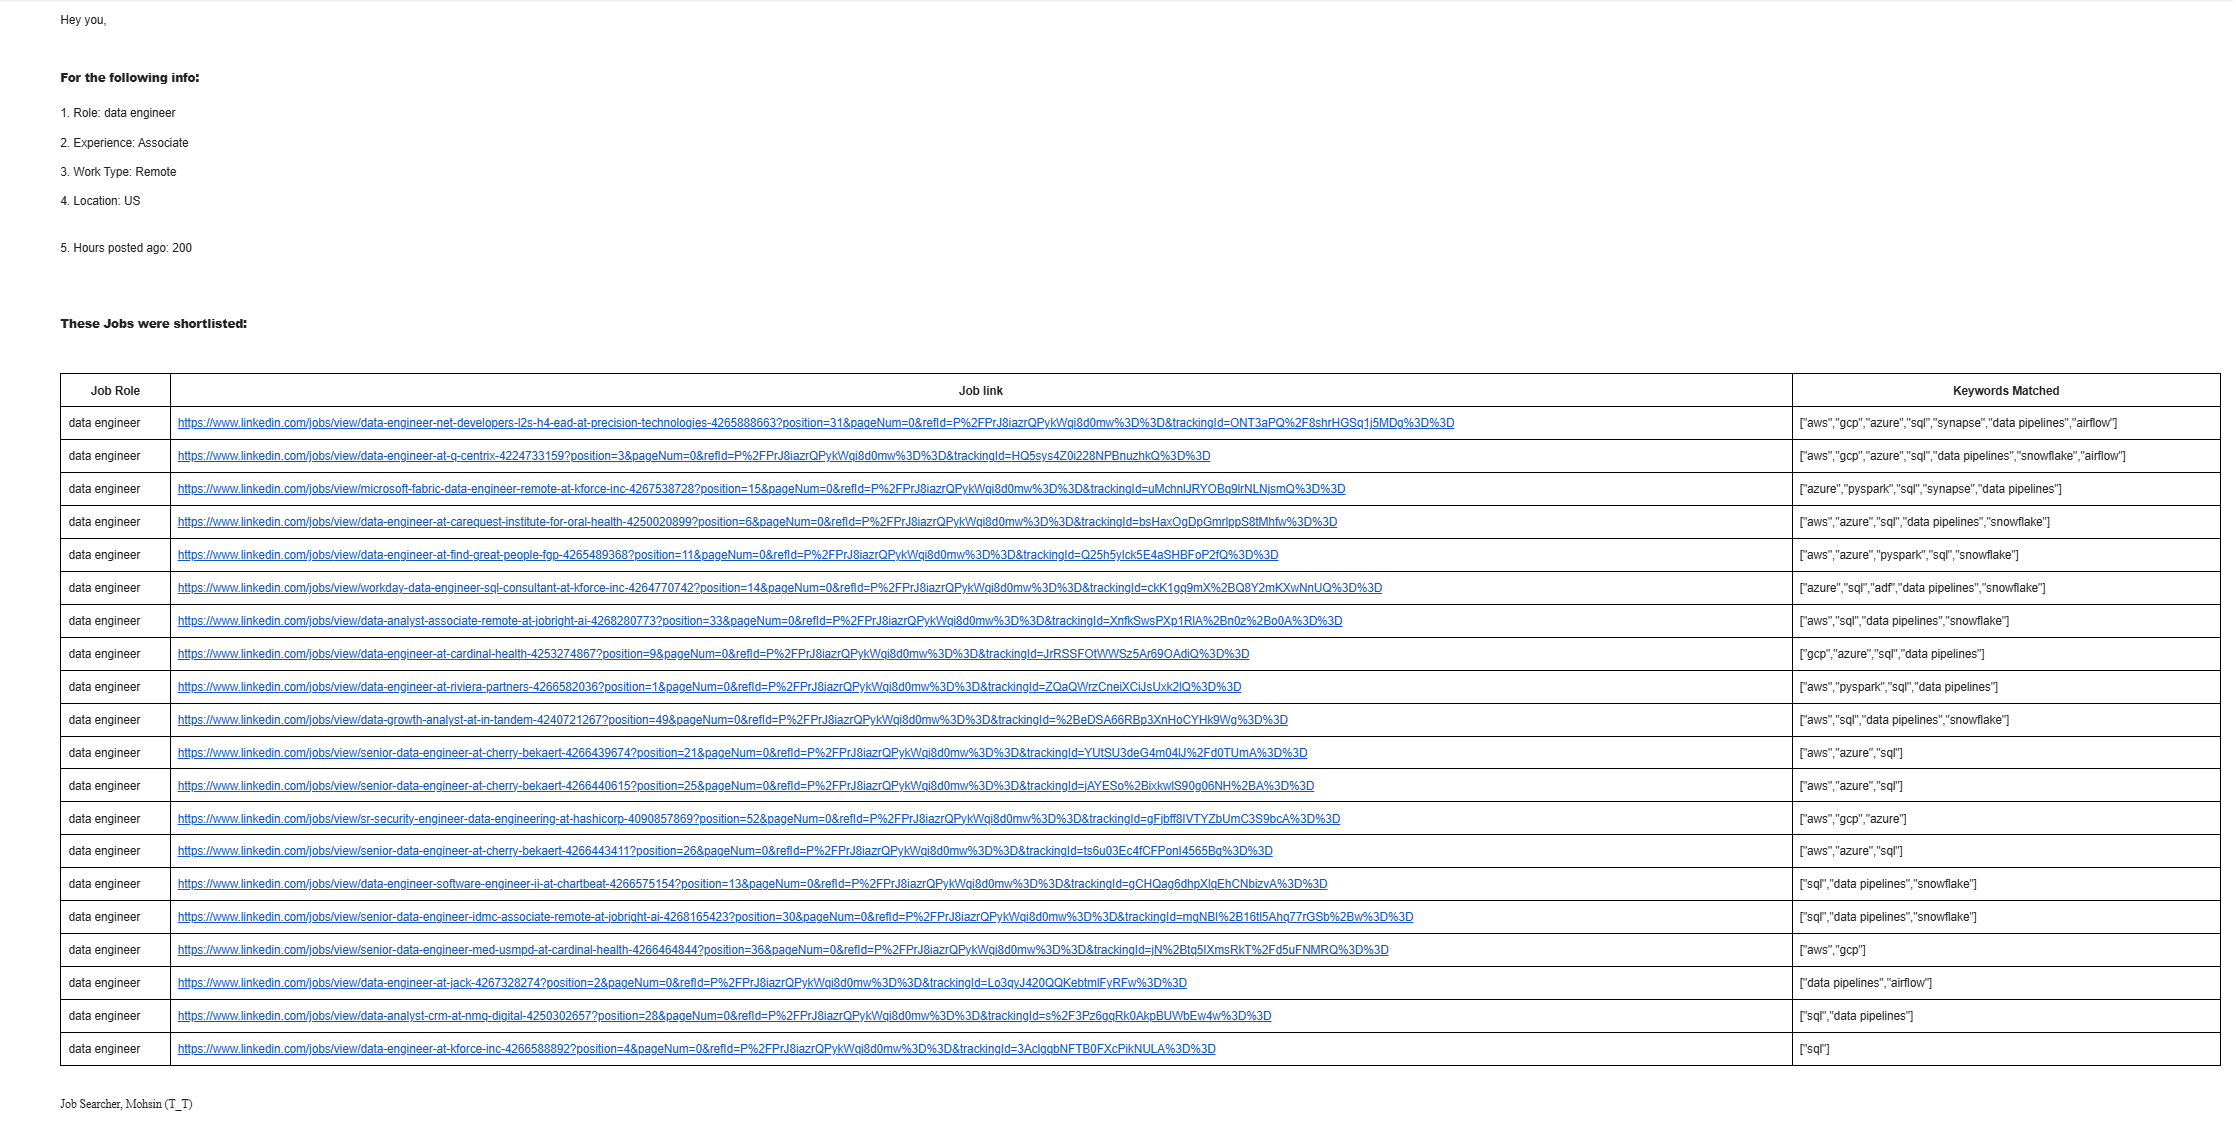 Hey you,
For the following info:
1. Role: data engineer
2. Experience: Associate
3. Work Type: Remote
4. Location: US
5. Hours posted ago: 200
These Jobs were shortlisted:
Job Role Job link Keywords Matched
data engineer https://www.linkedin.com/jobs/view/data-engineer-net-developers-l2s-h4-ead-at-precision-technologies-4265888663?position=31&pageNum=0&refId=P%2FPrJ8iazrQPykWqi8d0mw%3D%3D&trackingId=ONT3aPQ%2F8shrHGSq1j5MDg%3D%3D ["aws","gcp","azure","sql","synapse","data pipelines","airflow"]
data engineer https://www.linkedin.com/jobs/view/data-engineer-at-q-centrix-4224733159?position=3&pageNum=0&refId=P%2FPrJ8iazrQPykWqi8d0mw%3D%3D&trackingId=HQ5sys4Z0i228NPBnuzhkQ%3D%3D ["aws","gcp","azure","sql","data pipelines","snowflake","airflow"]
data engineer https://www.linkedin.com/jobs/view/microsoft-fabric-data-engineer-remote-at-kforce-inc-4267538728?position=15&pageNum=0&refId=P%2FPrJ8iazrQPykWqi8d0mw%3D%3D&trackingId=uMchnlJRYOBq9lrNLNjsmQ%3D%3D ["azure","pyspark","sql","synapse","data pipelines"]
data engineer https://www.linkedin.com/jobs/view/data-engineer-at-carequest-institute-for-oral-health-4250020899?position=6&pageNum=0&refId=P%2FPrJ8iazrQPykWqi8d0mw%3D%3D&trackingId=bsHaxOgDpGmrlppS8tMhfw%3D%3D ["aws","azure","sql","data pipelines","snowflake"]
data engineer https://www.linkedin.com/jobs/view/data-engineer-at-find-great-people-fgp-4265489368?position=11&pageNum=0&refId=P%2FPrJ8iazrQPykWqi8d0mw%3D%3D&trackingId=Q25h5ylck5E4aSHBFoP2fQ%3D%3D ["aws","azure","pyspark","sql","snowflake"]
data engineer https://www.linkedin.com/jobs/view/workday-data-engineer-sql-consultant-at-kforce-inc-4264770742?position=14&pageNum=0&refId=P%2FPrJ8iazrQPykWqi8d0mw%3D%3D&trackingId=ckK1gq9mX%2BQ8Y2mKXwNnUQ%3D%3D ["azure","sql","adf","data pipelines","snowflake"]
data engineer https://www.linkedin.com/jobs/view/data-analyst-associate-remote-at-jobright-ai-4268280773?position=33&pageNum=0&refId=P%2FPrJ8iazrQPykWqi8d0mw%3D%3D&trackingId=XnfkSwsPXp1RlA%2Bn0z%2Bo0A%3D%3D ["aws","sql","data pipelines","snowflake"]
data engineer https://www.linkedin.com/jobs/view/data-engineer-at-cardinal-health-4253274867?position=9&pageNum=0&refId=P%2FPrJ8iazrQPykWqi8d0mw%3D%3D&trackingId=JrRSSFOtWWSz5Ar69OAdiQ%3D%3D ["gcp","azure","sql","data pipelines"]
data engineer https://www.linkedin.com/jobs/view/data-engineer-at-riviera-partners-4266582036?position=1&pageNum=0&refId=P%2FPrJ8iazrQPykWqi8d0mw%3D%3D&trackingId=ZQaQWrzCneiXCiJsUxk2lQ%3D%3D ["aws","pyspark","sql","data pipelines"]
data engineer https://www.linkedin.com/jobs/view/data-growth-analyst-at-in-tandem-4240721267?position=49&pageNum=0&refId=P%2FPrJ8iazrQPykWqi8d0mw%3D%3D&trackingId=%2BeDSA66RBp3XnHoCYHk9Wg%3D%3D ["aws","sql","data pipelines","snowflake"]
data engineer https://www.linkedin.com/jobs/view/senior-data-engineer-at-cherry-bekaert-4266439674?position=21&pageNum=0&refId=P%2FPrJ8iazrQPykWqi8d0mw%3D%3D&trackingId=YUtSU3deG4m04lJ%2Fd0TUmA%3D%3D ["aws","azure","sql"]
data engineer https://www.linkedin.com/jobs/view/senior-data-engineer-at-cherry-bekaert-4266440615?position=25&pageNum=0&refId=P%2FPrJ8iazrQPykWqi8d0mw%3D%3D&trackingId=jAYESo%2BixkwlS90g06NH%2BA%3D%3D ["aws","azure","sql"]
data engineer https://www.linkedin.com/jobs/view/sr-security-engineer-data-engineering-at-hashicorp-4090857869?position=52&pageNum=0&refId=P%2FPrJ8iazrQPykWqi8d0mw%3D%3D&trackingId=gFjbff8IVTYZbUmC3S9bcA%3D%3D ["aws","gcp","azure"]
data engineer https://www.linkedin.com/jobs/view/senior-data-engineer-at-cherry-bekaert-4266443411?position=26&pageNum=0&refId=P%2FPrJ8iazrQPykWqi8d0mw%3D%3D&trackingId=ts6u03Ec4fCFPonI4565Bg%3D%3D ["aws","azure","sql"]
data engineer https://www.linkedin.com/jobs/view/data-engineer-software-engineer-ii-at-chartbeat-4266575154?position=13&pageNum=0&refId=P%2FPrJ8iazrQPykWqi8d0mw%3D%3D&trackingId=gCHQag6dhpXlqEhCNbizvA%3D%3D ["sql","data pipelines","snowflake"]
data engineer https://www.linkedin.com/jobs/view/senior-data-engineer-idmc-associate-remote-at-jobright-ai-4268165423?position=30&pageNum=0&refId=P%2FPrJ8iazrQPykWqi8d0mw%3D%3D&trackingId=mgNBI%2B16tl5Ahq77rGSb%2Bw%3D%3D ["sql","data pipelines","snowflake"]
data engineer https://www.linkedin.com/jobs/view/senior-data-engineer-med-usmpd-at-cardinal-health-4266464844?position=36&pageNum=0&refId=P%2FPrJ8iazrQPykWqi8d0mw%3D%3D&trackingId=jN%2Btq5IXmsRkT%2Fd5uFNMRQ%3D%3D ["aws","gcp"]
data engineer https://www.linkedin.com/jobs/view/data-engineer-at-jack-4267328274?position=2&pageNum=0&refId=P%2FPrJ8iazrQPykWqi8d0mw%3D%3D&trackingId=Lo3qyJ420QQKebtmlFyRFw%3D%3D ["data pipelines","airflow"]
data engineer https://www.linkedin.com/jobs/view/data-analyst-crm-at-nmq-digital-4250302657?position=28&pageNum=0&refId=P%2FPrJ8iazrQPykWqi8d0mw%3D%3D&trackingId=s%2F3Pz6gqRk0AkpBUWbEw4w%3D%3D ["sql","data pipelines"]
data engineer https://www.linkedin.com/jobs/view/data-engineer-at-kforce-inc-4266588892?position=4&pageNum=0&refId=P%2FPrJ8iazrQPykWqi8d0mw%3D%3D&trackingId=3AclgqbNFTB0FXcPikNULA%3D%3D ["sql"]
Job Searcher, Mohsin (T_T)